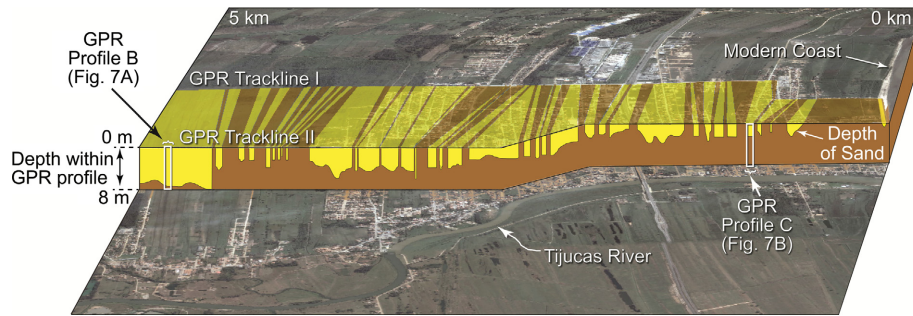 5 km
0 km
GPR
Profile B
(Fig. 7A)
Modern Coast
GPR Trackline I
0 m
GPR Trackline II
Depth within
GPR profile
8 m
Depth
of Sand
GPR
Profile C
(Fig. 7B)
Tijucas River